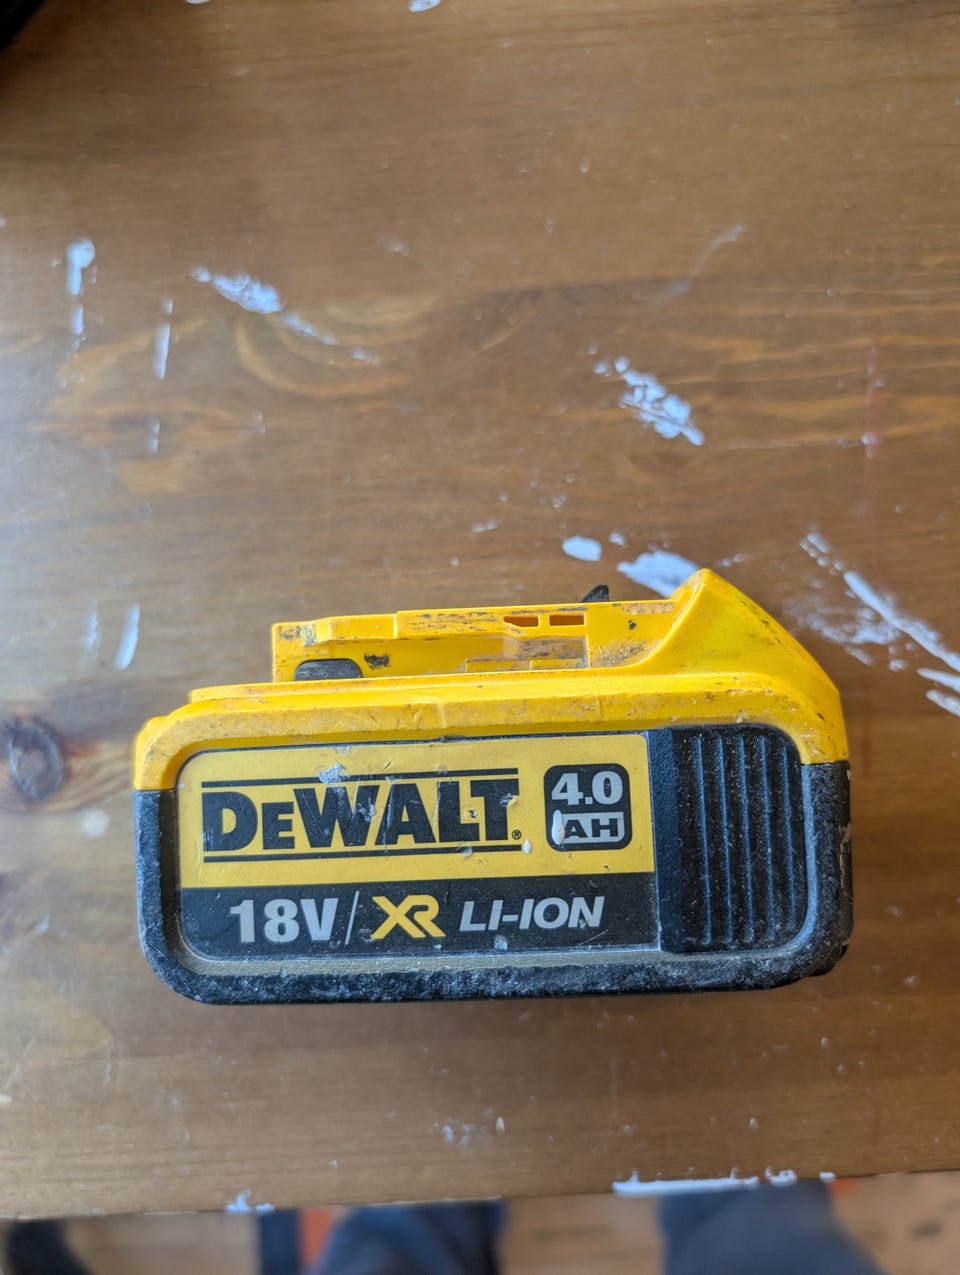 DEWALT®
4.0
AH
18V/XR LI-ION